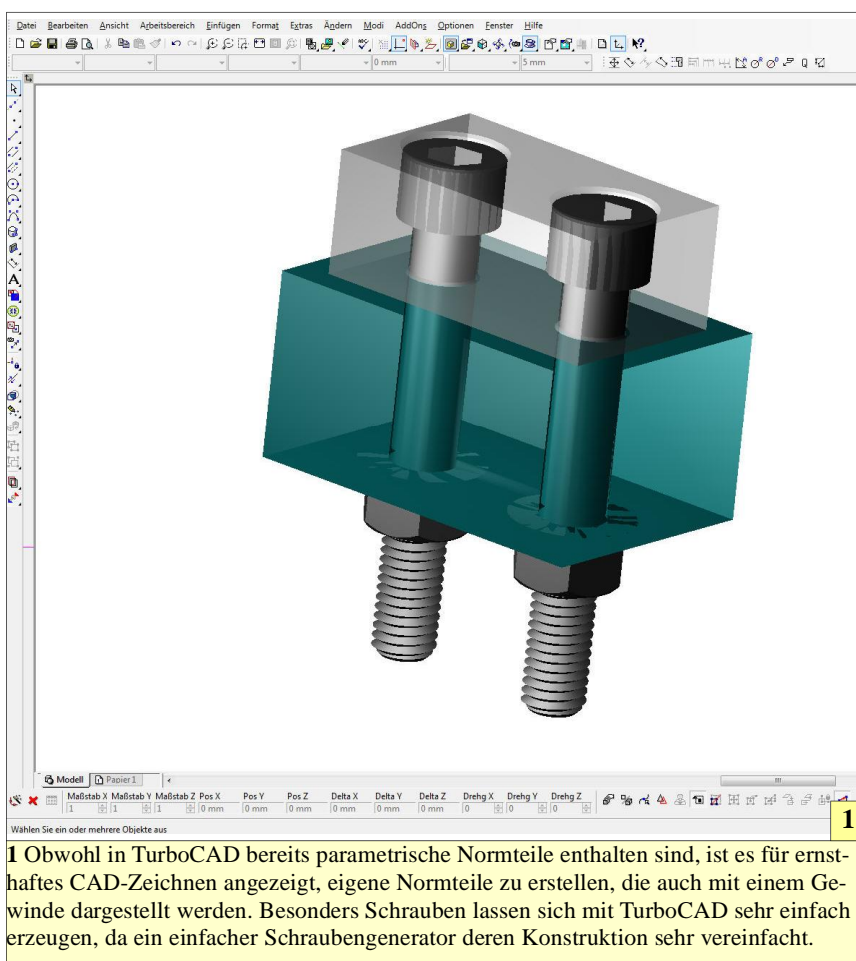 Datei Bearbeiten Ansicht Arbeitsbereich Einfügen Format Extras Ändern Modi AddOns Optionen Fenster Hilfe
0 mm 5 mm
Modell Papier 1
Maßstab X Maßstab Y Maßstab Z Pos X Pos Y Pos Z Delta X Delta Y Delta Z Drehg X Drehg Y Drehg Z
1 1 1 0 mm 0 mm 0 mm 0 mm 0 mm 0 mm 0 0 0
Wählen Sie ein oder mehrere Objekte aus
1
1 Obwohl in TurboCAD bereits parametrische Normteile enthalten sind, ist es für ernst-
haftes CAD-Zeichnen angezeigt, eigene Normteile zu erstellen, die auch mit einem Ge-
winde dargestellt werden. Besonders Schrauben lassen sich mit TurboCAD sehr einfach
erzeugen, da ein einfacher Schraubengenerator deren Konstruktion sehr vereinfacht.